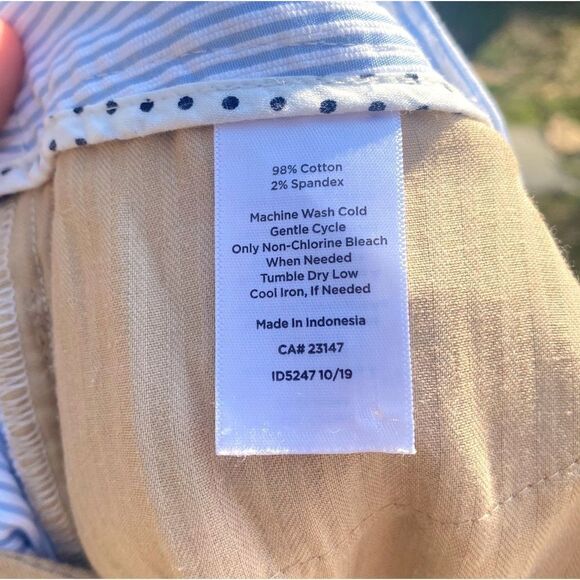 98% Cotton
2% Spandex
Machine Wash Cold
Gentle Cycle
Only Non-Chlorine Bleach
When Needed
Tumble Dry Low
Cool Iron, If Needed
Made In Indonesia
CA# 23147
ID5247 10/19